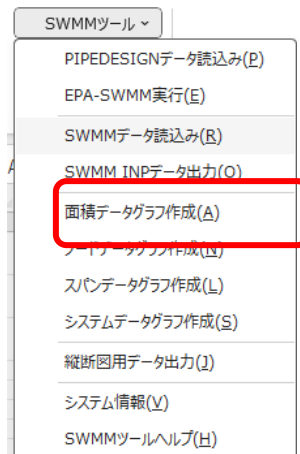 SWMMツール
PIPEDESIGNデータ読込み(P)
EPA-SWMM実行(E)
SWMMデータ読込み(R)
SWMM INPデータ出力(O)
面積データグラフ作成(A)
ノードデータグラフ作成(N)
スパンデータグラフ作成(L)
システムデータグラフ作成(S)
縦断図用データ出力(J)
システム情報(V)
SWMMツールヘルプ(H)